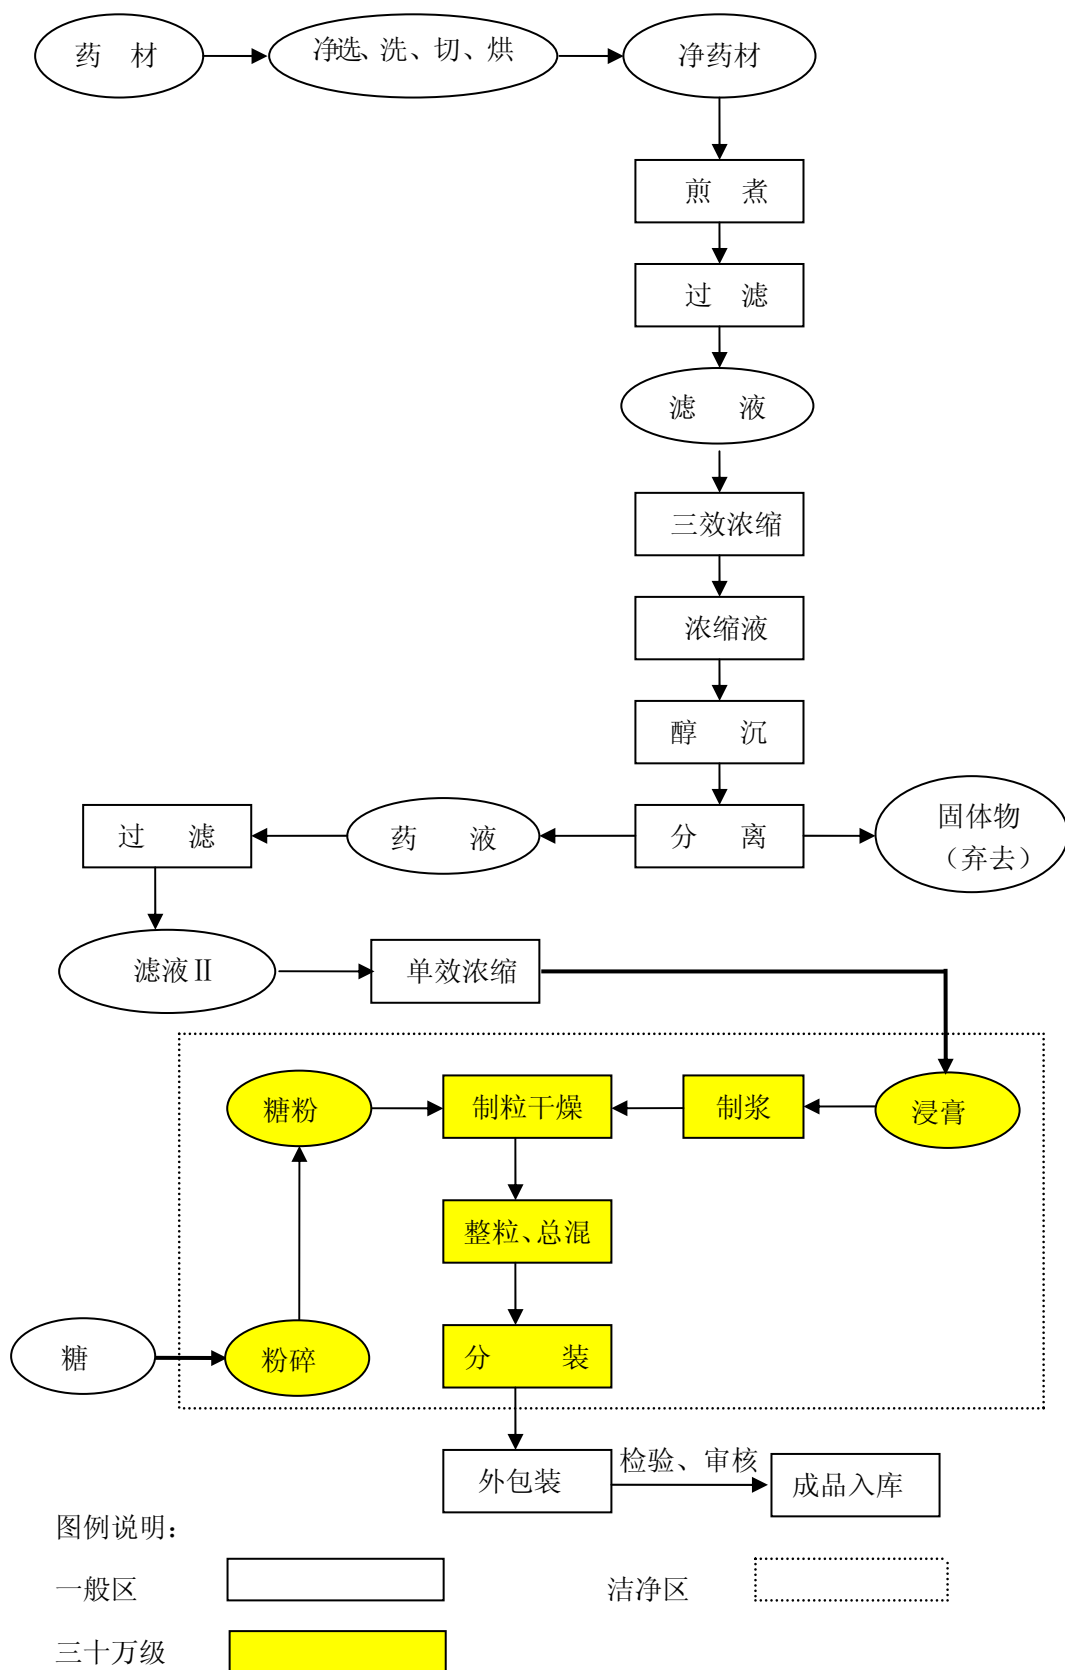 药 材
净选、洗、切、烘
净药材
煎 煮
过 滤
滤 液
三效浓缩
浓缩液
醇 沉
过 滤
药 液
分 离
固体物
（弃去）
滤液Ⅱ
单效浓缩
糖粉
制粒干燥
制浆
浸膏
整粒、总混
糖
粉碎
分 装
外包装
检验、审核
成品入库
图例说明：
一般区
洁净区
三十万级